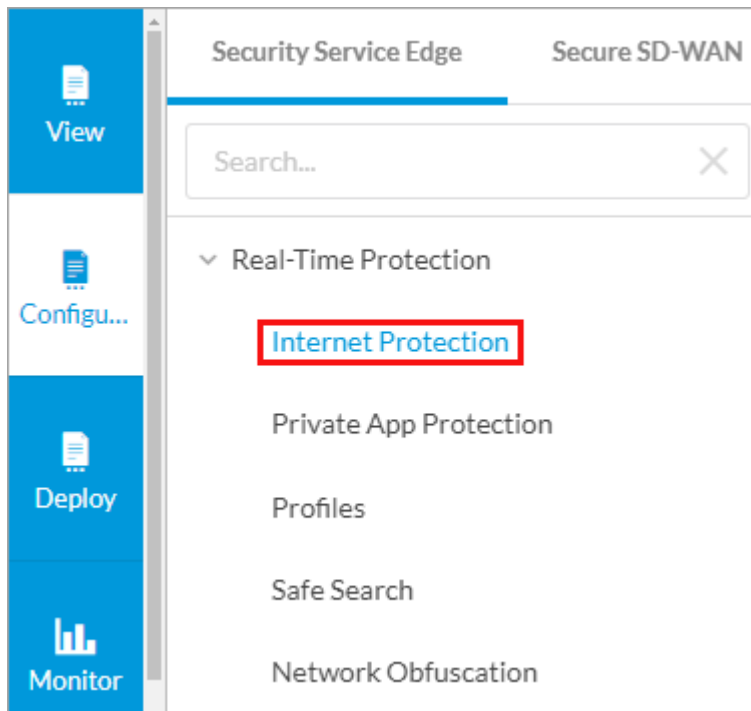 Security Service Edge Secure SD-WAN
View
Search...
Real-Time Protection
Configu...
Internet Protection
Private App Protection
Deploy
Profiles
Safe Search
Monitor
Network Obfuscation